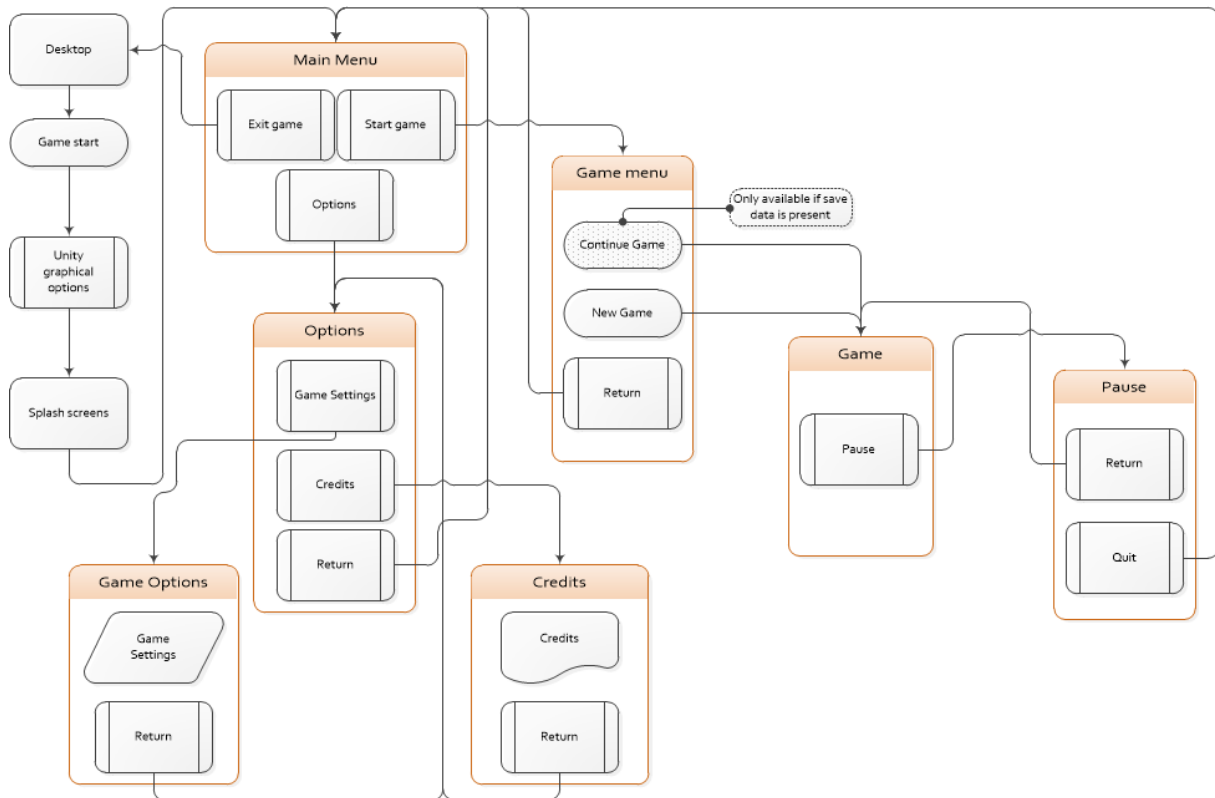 Desktop
Game start
Unity
graphical
options
Splash screens
Main Menu
Exit game
Start game
Options
Game menu
Only available if save
data is present
Continue Game
New Game
Return
Options
Game Settings
Credits
Return
Game
Pause
Pause
Return
Quit
Game Options
Game
Settings
Return
Credits
Credits
Return